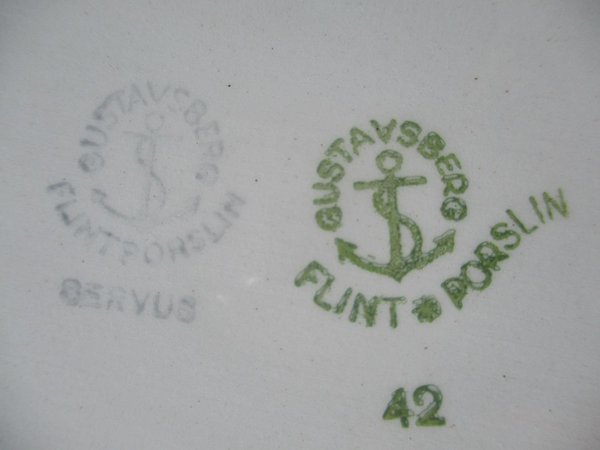 GUSTAVSBERG
FLINTPORSLIN
SERVUS
GUSTAVSBERG
FLINT * PORSLIN
42